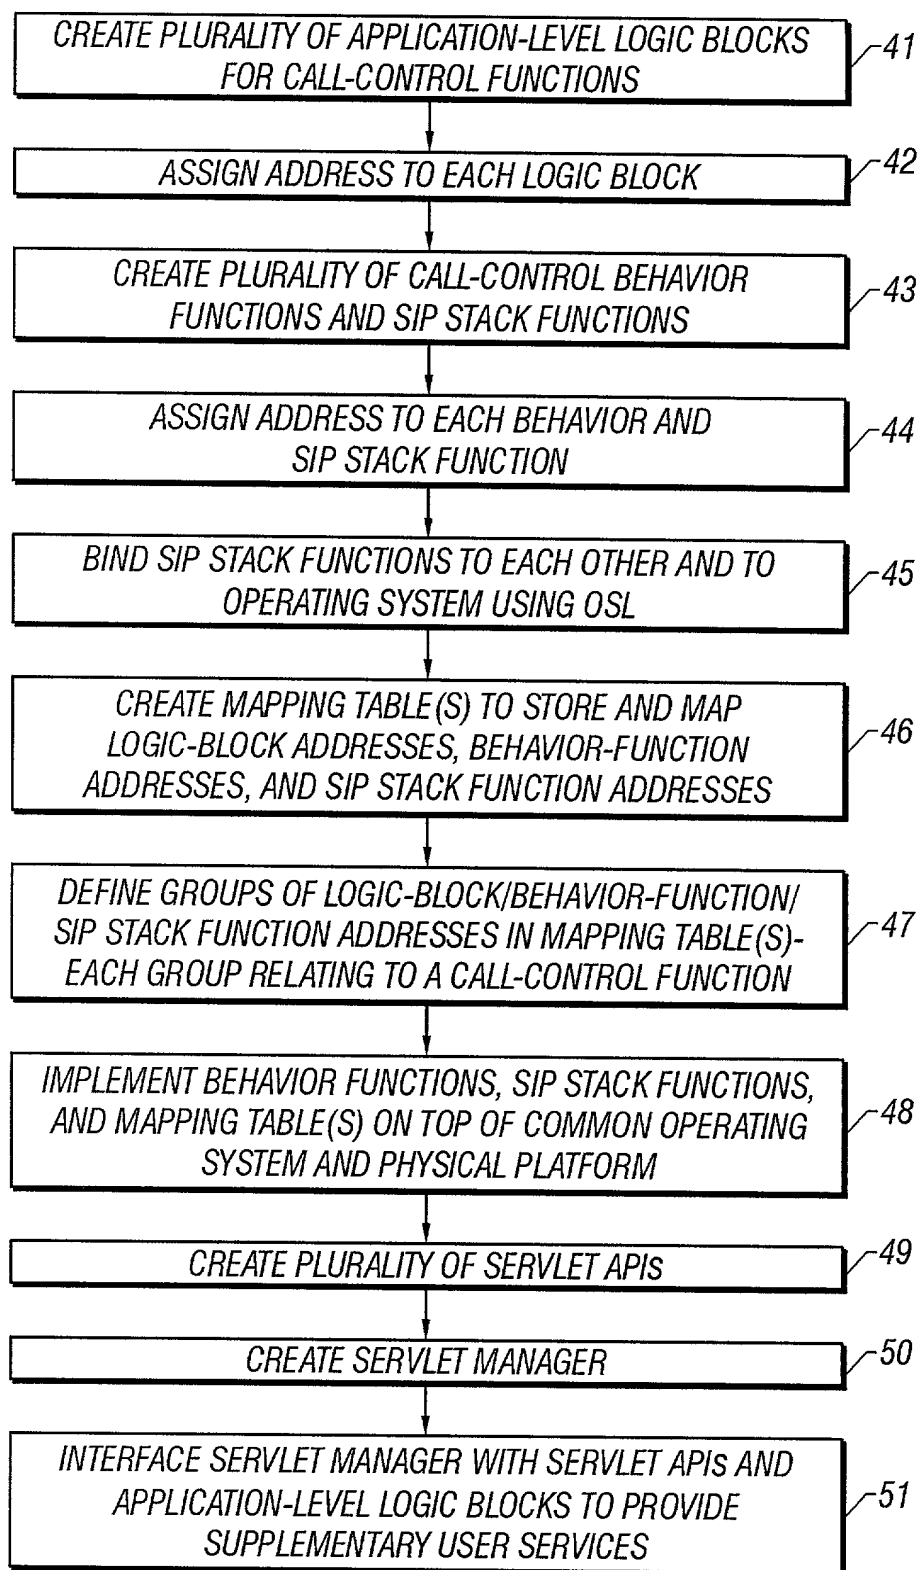 CREATE PLURALITY OF APPLICATION-LEVEL LOGIC BLOCKS
FOR CALL-CONTROL FUNCTIONS
41
ASSIGN ADDRESS TO EACH LOGIC BLOCK
42
CREATE PLURALITY OF CALL-CONTROL BEHAVIOR
FUNCTIONS AND SIP STACK FUNCTIONS
43
ASSIGN ADDRESS TO EACH BEHAVIOR AND
SIP STACK FUNCTION
44
BIND SIP STACK FUNCTIONS TO EACH OTHER AND TO
OPERATING SYSTEM USING OSL
45
CREATE MAPPING TABLE(S) TO STORE AND MAP
LOGIC-BLOCK ADDRESSES, BEHAVIOR-FUNCTION
ADDRESSES, AND SIP STACK FUNCTION ADDRESSES
46
DEFINE GROUPS OF LOGIC-BLOCK/BEHAVIOR-FUNCTION/
SIP STACK FUNCTION ADDRESSES IN MAPPING TABLE(S)-
EACH GROUP RELATING TO A CALL-CONTROL FUNCTION
47
IMPLEMENT BEHAVIOR FUNCTIONS, SIP STACK FUNCTIONS,
AND MAPPING TABLE(S) ON TOP OF COMMON OPERATING
SYSTEM AND PHYSICAL PLATFORM
48
CREATE PLURALITY OF SERVLET APIs
49
CREATE SERVLET MANAGER
50
INTERFACE SERVLET MANAGER WITH SERVLET APIs AND
APPLICATION-LEVEL LOGIC BLOCKS TO PROVIDE
SUPPLEMENTARY USER SERVICES
51